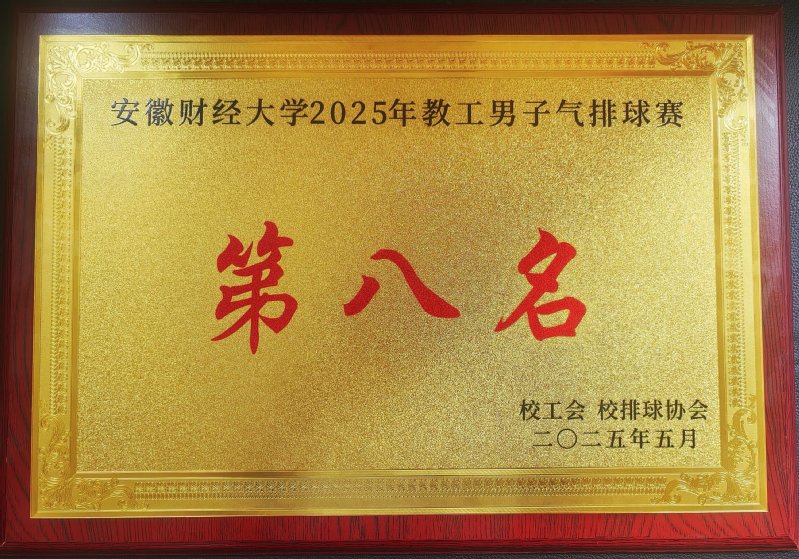 安徽财经大学2025年教工男子气排球赛
第八名
校工会 校排球协会
二〇二五年五月